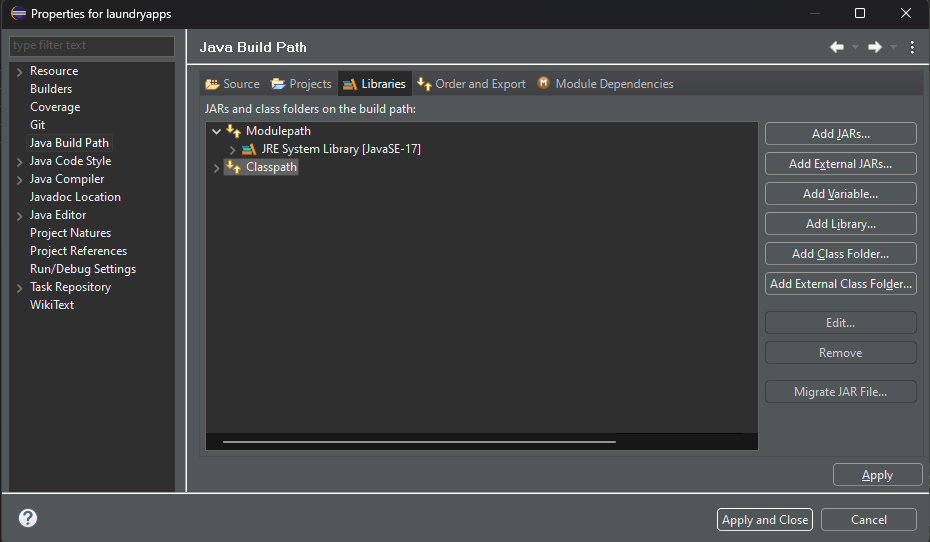 Properties for laundryapps
type filter text
Resource
Builders
Coverage
Git
Java Build Path
Java Code Style
Java Compiler
Javadoc Location
Java Editor
Project Natures
Project References
Run/Debug Settings
Task Repository
WikiText
Java Build Path
Source Projects Libraries Order and Export Module Dependencies
JARs and class folders on the build path:
Modulepath
JRE System Library [JavaSE-17]
Classpath
Add JARs...
Add External JARs...
Add Variable...
Add Library...
Add Class Folder...
Add External Class Folder...
Edit...
Remove
Migrate JAR File...
Apply
Apply and Close Cancel